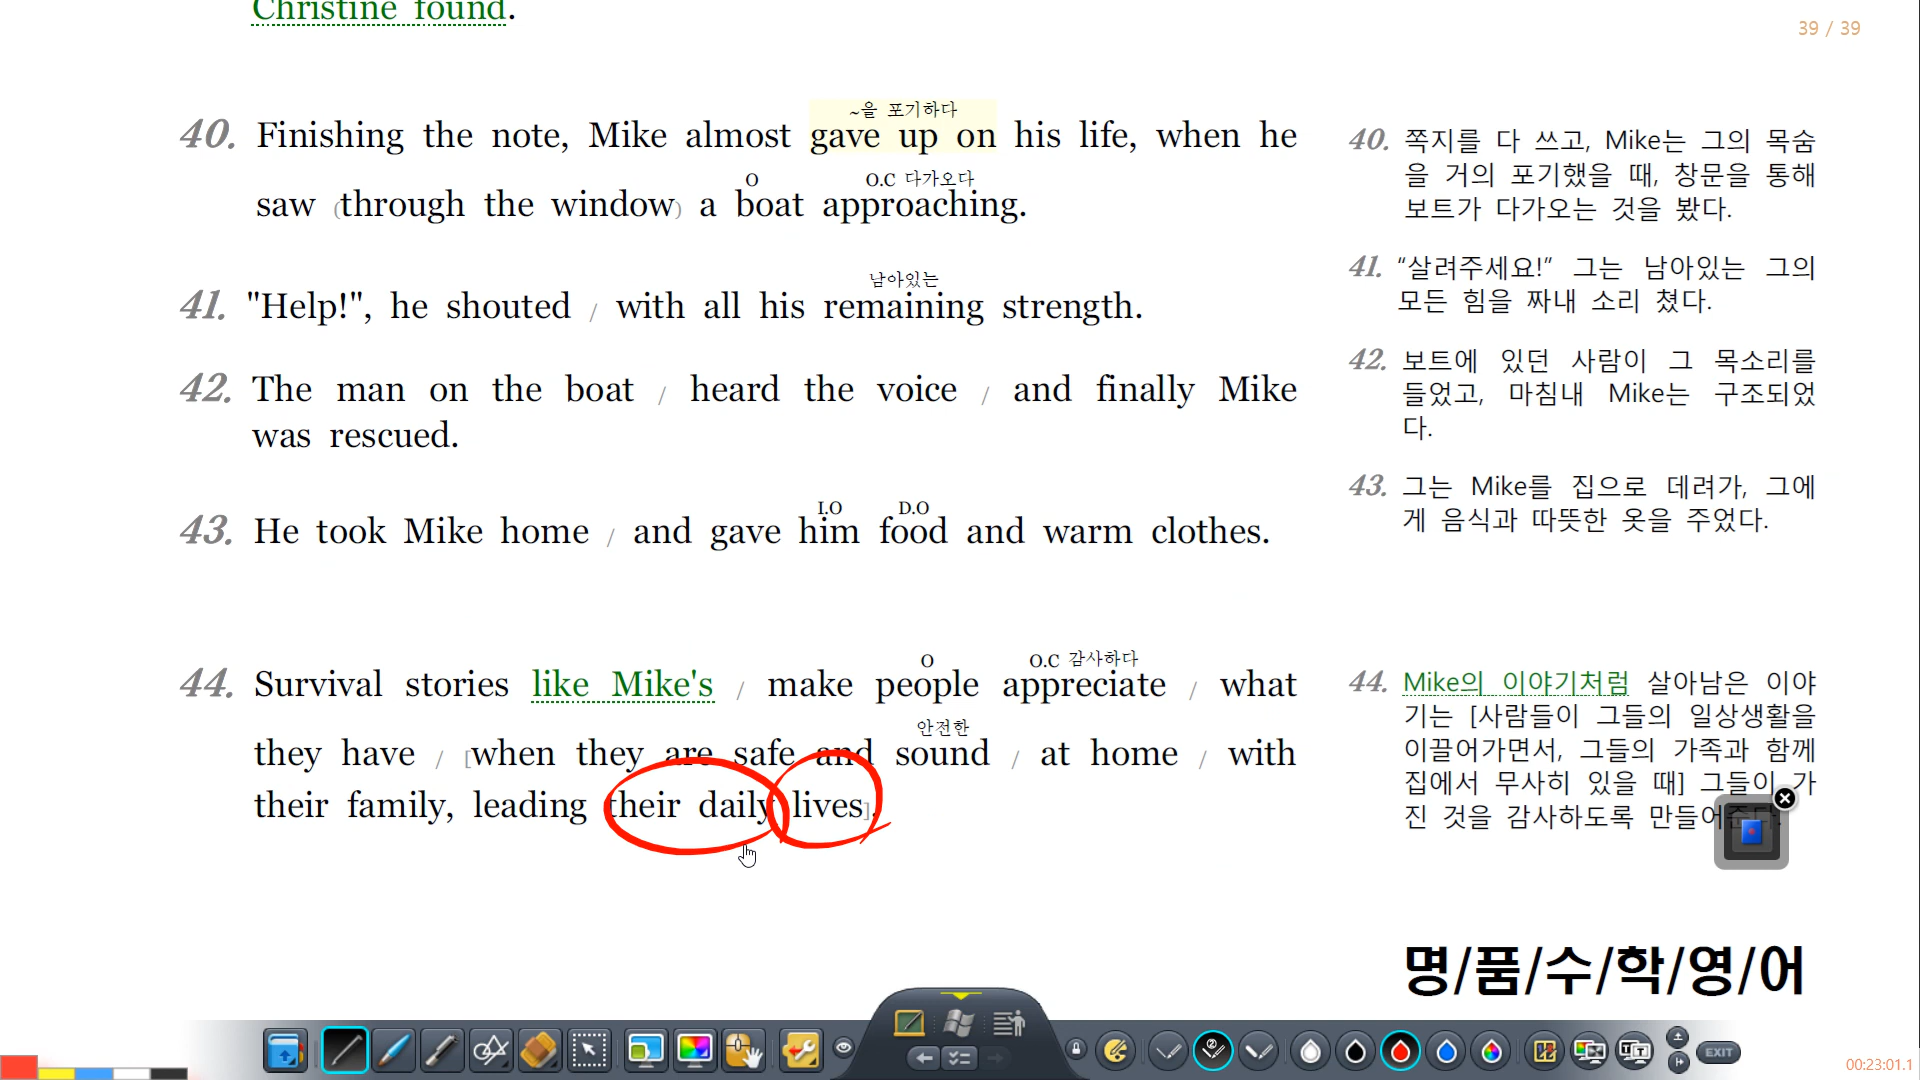 Christine found.
39 / 39
~을 포기하다
40. Finishing the note, Mike almost gave up on his life, when he
O O.C 다가오다
saw (through the window) a boat approaching.
남아있는
41. "Help!", he shouted / with all his remaining strength.
42. The man on the boat / heard the voice / and finally Mike
was rescued.
I.O D.O
43. He took Mike home / and gave him food and warm clothes.
O O.C 감사하다
44. Survival stories like Mike's / make people appreciate / what
안전한
they have / [when they are safe and sound / at home / with
their family, leading their daily lives].
40. 쪽지를 다 쓰고, Mike는 그의 목숨
을 거의 포기했을 때, 창문을 통해
보트가 다가오는 것을 봤다.
41. “살려주세요!” 그는 남아있는 그의
모든 힘을 짜내 소리 쳤다.
42. 보트에 있던 사람이 그 목소리를
들었고, 마침내 Mike는 구조되었
다.
43. 그는 Mike를 집으로 데려가, 그에
게 음식과 따뜻한 옷을 주었다.
44. Mike의 이야기처럼 살아남은 이야
기는 [사람들이 그들의 일상생활을
이끌어가면서, 그들의 가족과 함께
집에서 무사히 있을 때] 그들이 가
진 것을 감사하도록 만들어준다.
명/품/수/학/영/어
EXIT
00:23:01.1